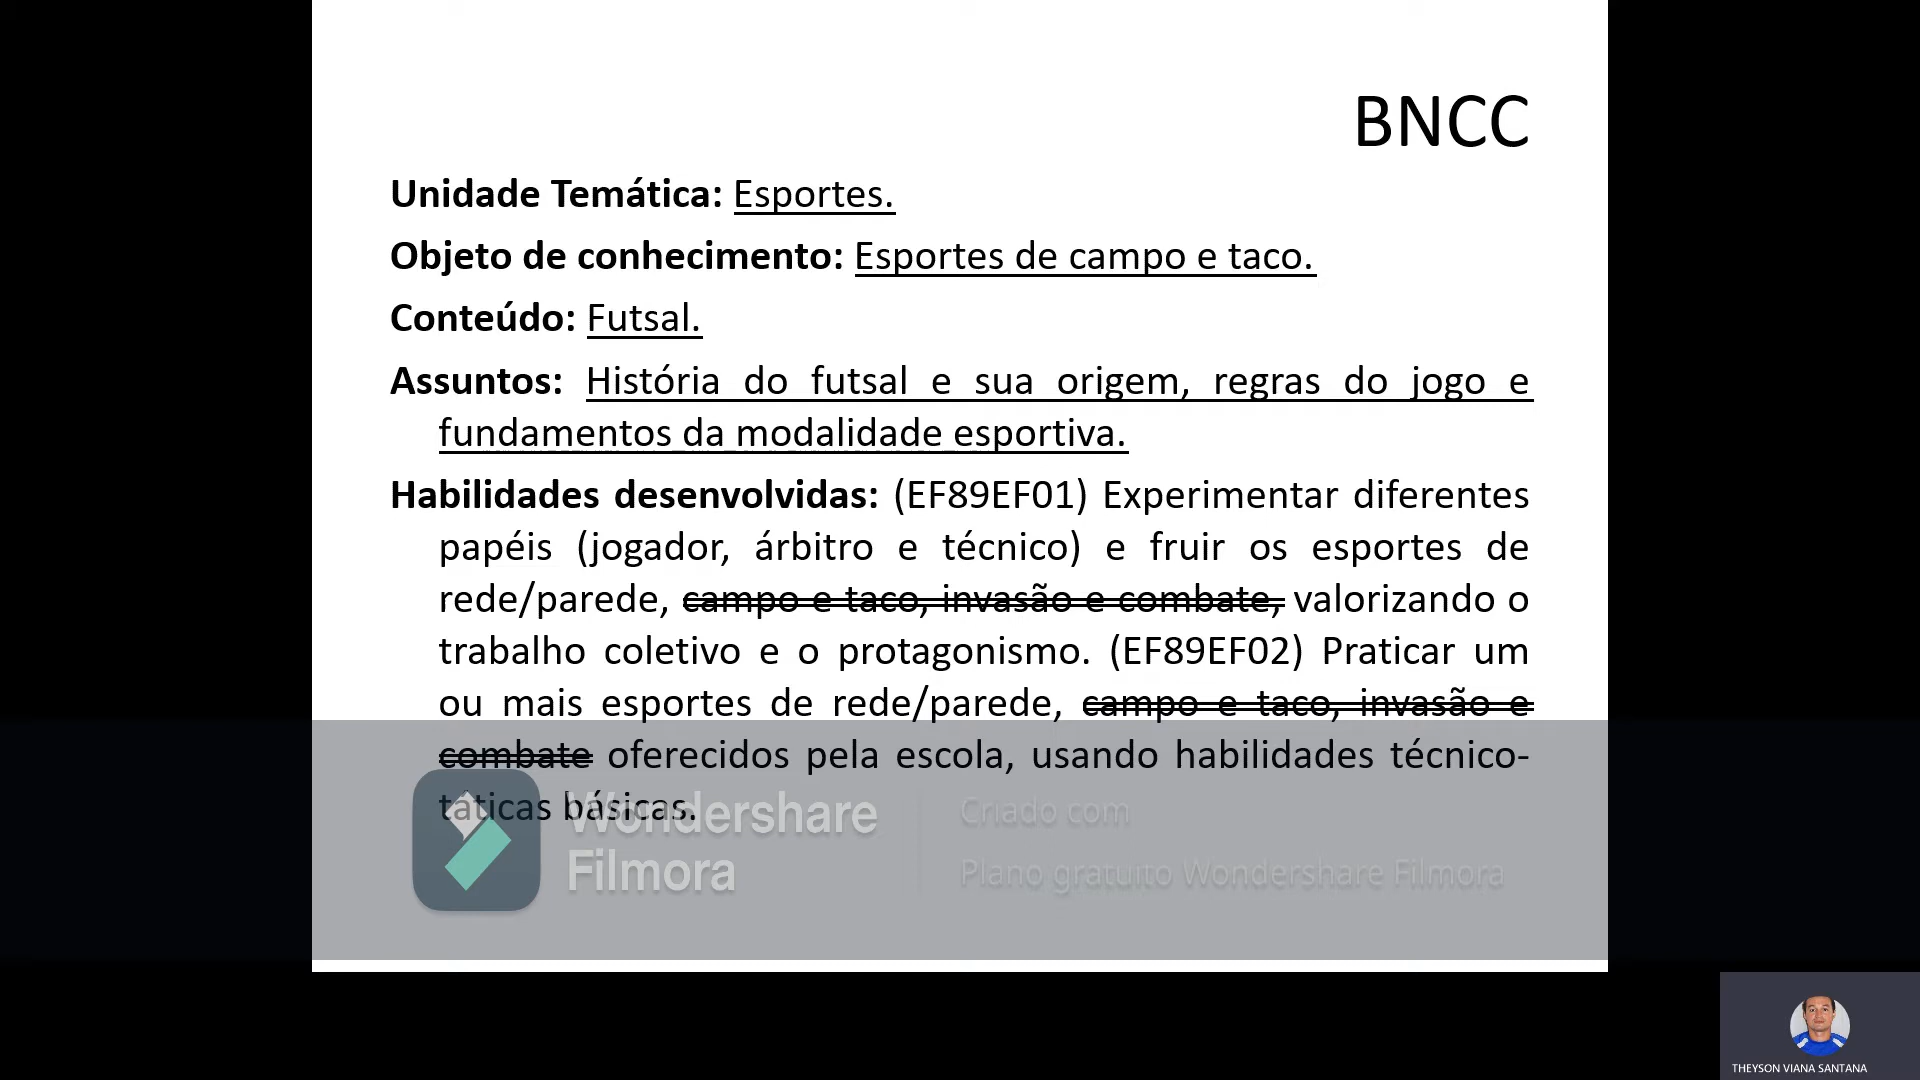 BNCC
Unidade Temática: Esportes.
Objeto de conhecimento: Esportes de campo e taco.
Conteúdo: Futsal.
Assuntos: História do futsal e sua origem, regras do jogo e
fundamentos da modalidade esportiva.
Habilidades desenvolvidas: (EF89EF01) Experimentar diferentes
papéis (jogador, árbitro e técnico) e fruir os esportes de
rede/parede, campo e taco, invasão e combate, valorizando o
trabalho coletivo e o protagonismo. (EF89EF02) Praticar um
ou mais esportes de rede/parede, campo e taco, invasão e
combate oferecidos pela escola, usando habilidades técnico-
táticas básicas.
Wondershare
Filmora
Criado com
Plano gratuito Wondershare Filmora
THEYSON VIANA SANTANA